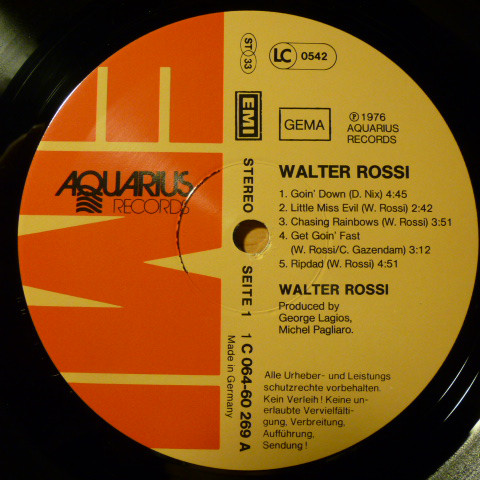 ST 33
LC 0542
EMI
GEMA
℗ 1976
AQUARIUS
RECORDS
AQUARIUS
RECORDS
STEREO
SEITE 1
1 C 064-60 269 A
Made in Germany
WALTER ROSSI
1. Goin' Down (D. Nix) 4:45
2. Little Miss Evil (W. Rossi) 2:42
3. Chasing Rainbows (W. Rossi) 3:51
4. Get Goin' Fast
(W. Rossi/C. Gazendam) 3:12
5. Ripdad (W. Rossi) 4:51
WALTER ROSSI
Produced by
George Lagios,
Michel Pagliaro.
Alle Urheber- und Leistungs
schutzrechte vorbehalten.
Kein Verleih! Keine un-
erlaubte Vervielfälti-
gung, Verbreitung,
Aufführung,
Sendung!